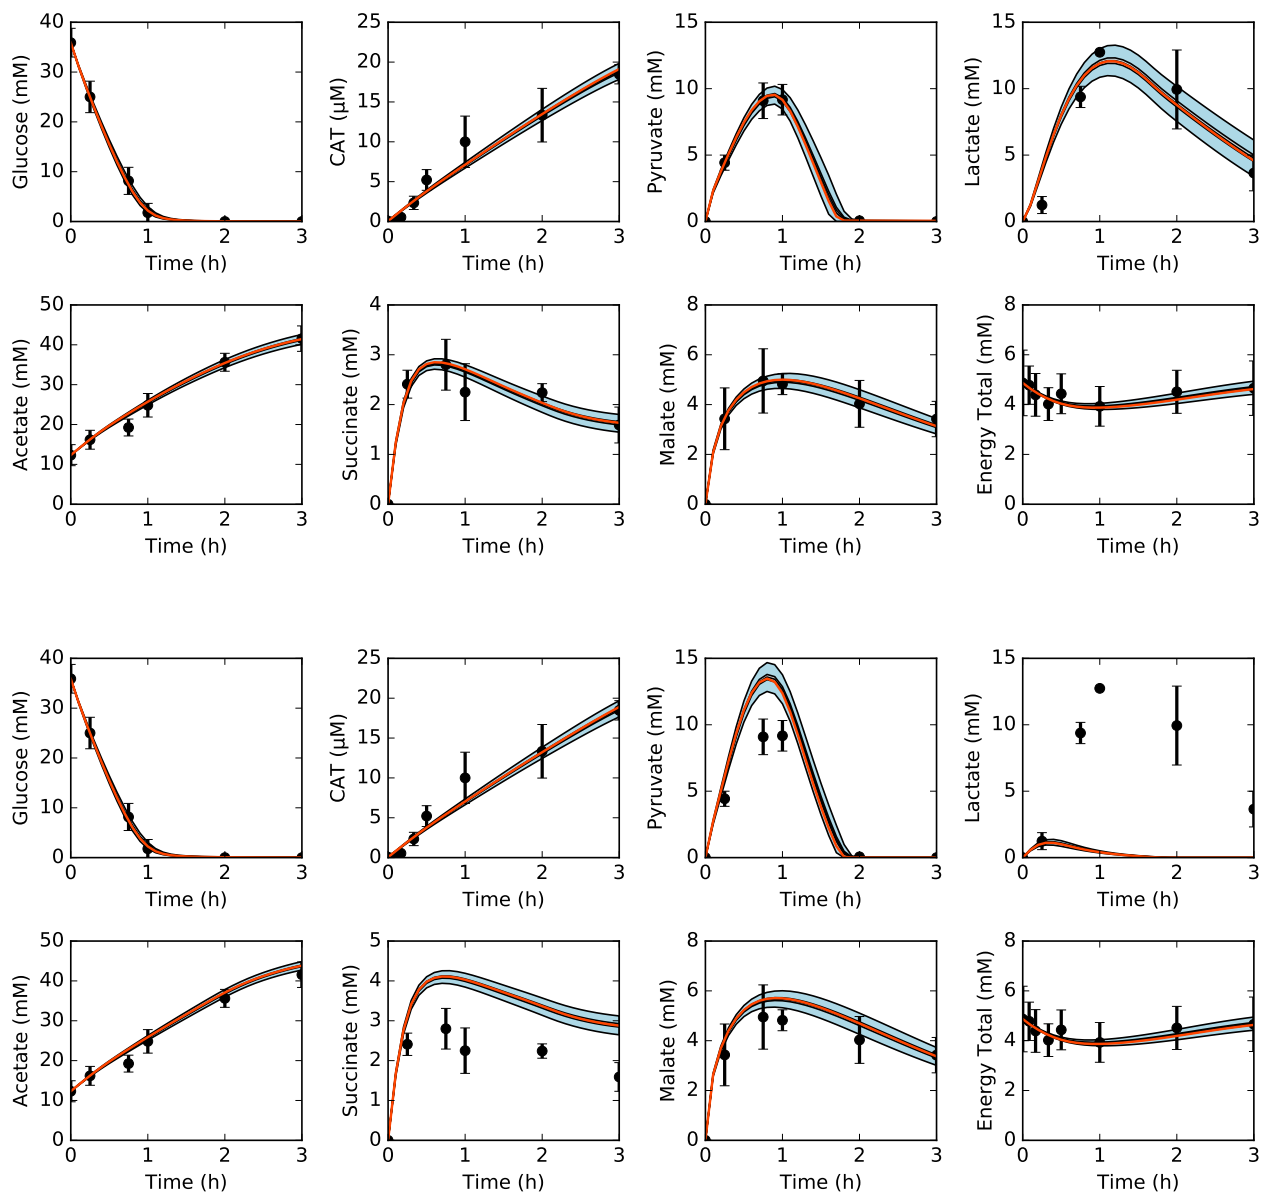 Glucose (mM)
40
30
20
10
0
0 1 2 3
Time (h)
CAT (μM)
25
20
15
10
5
0
0 1 2 3
Time (h)
Pyruvate (mM)
15
10
5
0
0 1 2 3
Time (h)
Lactate (mM)
15
10
5
0
0 1 2 3
Time (h)
Acetate (mM)
50
40
30
20
10
0
0 1 2 3
Time (h)
Succinate (mM)
4
3
2
1
0
0 1 2 3
Time (h)
Malate (mM)
8
6
4
2
0
0 1 2 3
Time (h)
Energy Total (mM)
8
6
4
2
0
0 1 2 3
Time (h)
Glucose (mM)
40
30
20
10
0
0 1 2 3
Time (h)
CAT (μM)
25
20
15
10
5
0
0 1 2 3
Time (h)
Pyruvate (mM)
15
10
5
0
0 1 2 3
Time (h)
Lactate (mM)
15
10
5
0
0 1 2 3
Time (h)
Acetate (mM)
50
40
30
20
10
0
0 1 2 3
Time (h)
Succinate (mM)
5
4
3
2
1
0
0 1 2 3
Time (h)
Malate (mM)
8
6
4
2
0
0 1 2 3
Time (h)
Energy Total (mM)
8
6
4
2
0
0 1 2 3
Time (h)